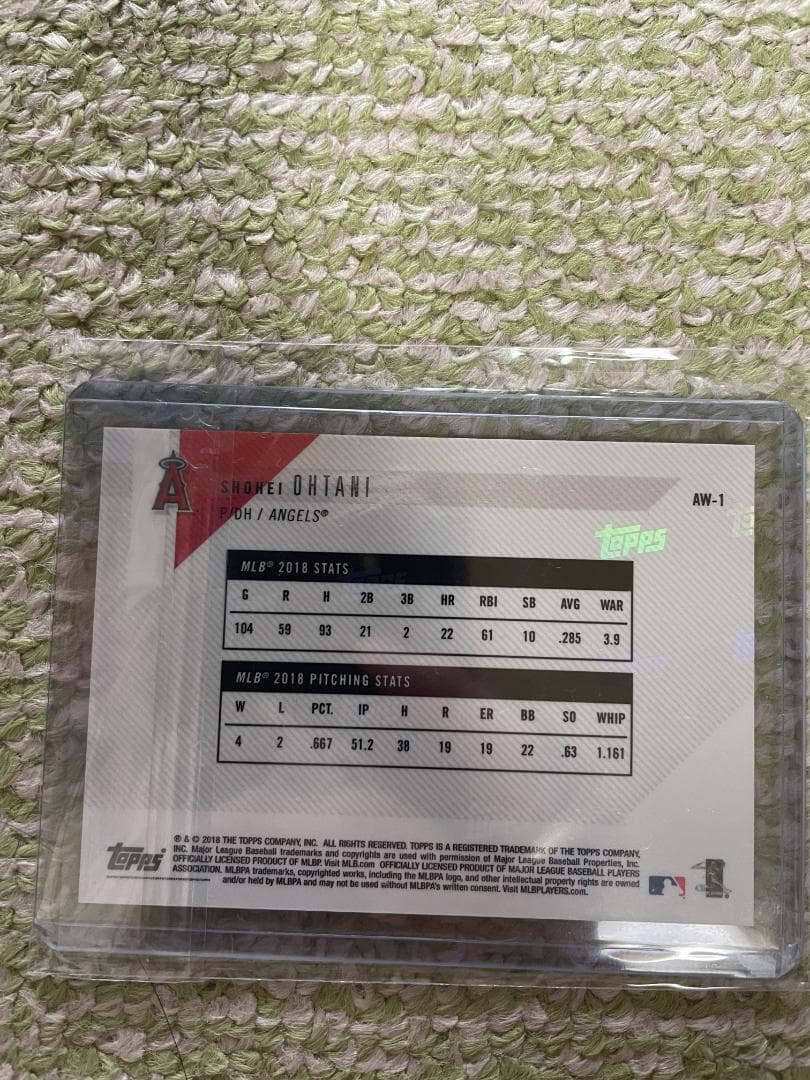 SHOHEI OHTANI
P/DH / ANGELS®
AW-1
Topps
MLB® 2018 STATS
G R H 2B 3B HR RBI SB AVG WAR
104 59 93 21 2 22 61 10 .285 3.9
MLB® 2018 PITCHING STATS
W L PCT. IP H R ER BB SO WHIP
4 2 .667 51.2 38 19 19 22 .63 1.161
Topps®
® & © 2018 THE TOPPS COMPANY, INC. ALL RIGHTS RESERVED. TOPPS IS A REGISTERED TRADEMARK OF THE TOPPS COMPANY,
INC. Major League Baseball trademarks and copyrights are used with permission of Major League Baseball Properties, Inc.
OFFICIALLY LICENSED PRODUCT OF MLBP. Visit MLB.com OFFICIALLY LICENSED PRODUCT OF MAJOR LEAGUE BASEBALL PLAYERS
ASSOCIATION. MLBPA trademarks, copyrighted works, including the MLBPA logo, and other intellectual property rights are owned
and/or held by MLBPA and may not be used without MLBPA's written consent. Visit MLBPLAYERS.com.